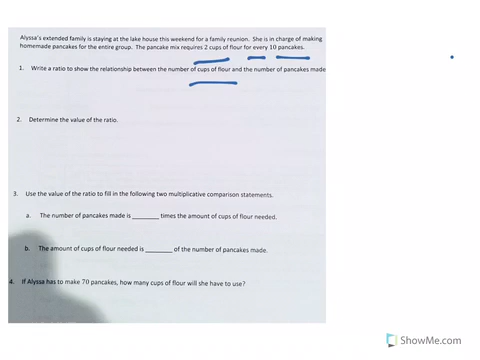 Alyssa's extended family is staying at the lake house this weekend for a family reunion. She is in charge of making
homemade pancakes for the entire group. The pancake mix requires 2 cups of flour for every 10 pancakes.
1. Write a ratio to show the relationship between the number of cups of flour and the number of pancakes made
2. Determine the value of the ratio.
3. Use the value of the ratio to fill in the following two multiplicative comparison statements.
a. The number of pancakes made is ________ times the amount of cups of flour needed.
b. The amount of cups of flour needed is ________ of the number of pancakes made.
4. If Alyssa has to make 70 pancakes, how many cups of flour will she have to use?
ShowMe.com